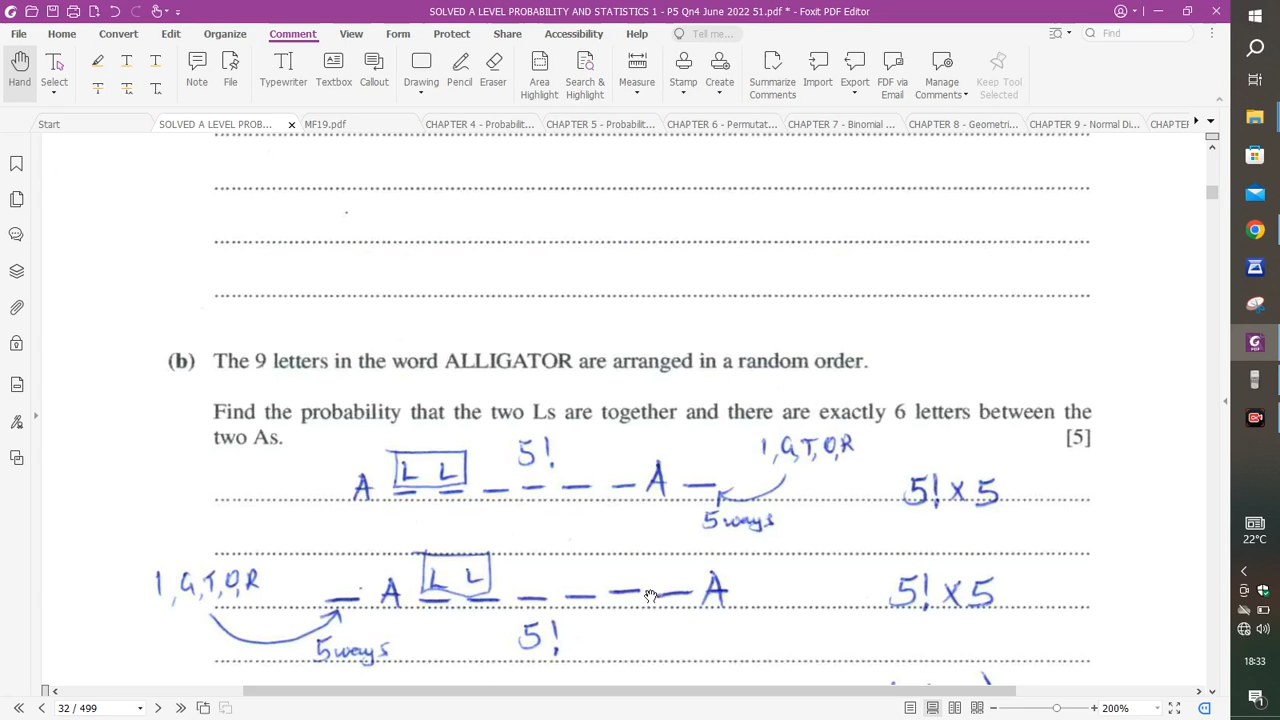 SOLVED A LEVEL PROBABILITY AND STATISTICS 1 - P5 Qn4 June 2022 51.pdf * - Foxit PDF Editor
File Home Convert Edit Organize Comment View Form Protect Share Accessibility Help Tell me... Find
Hand Select Note File Typewriter Textbox Callout Drawing Pencil Eraser Area Highlight Search & Highlight Measure Stamp Create Summarize Comments Import Export FDF via Email Manage Comments Keep Tool Selected
Start SOLVED A LEVEL PROB... MF19.pdf CHAPTER 4 - Probabilit... CHAPTER 5 - Probabilit... CHAPTER 6 - Permutat... CHAPTER 7 - Binomial ... CHAPTER 8 - Geometri... CHAPTER 9 - Normal Di... CHAPTE
(b) The 9 letters in the word ALLIGATOR are arranged in a random order.
Find the probability that the two Ls are together and there are exactly 6 letters between the
two As. [5]
5! I, G, T, O, R
A L L A 5! × 5
5 ways
I, G, T, O, R A L L A 5! × 5
5 ways 5!
22°C
18:33
32 / 499 200%